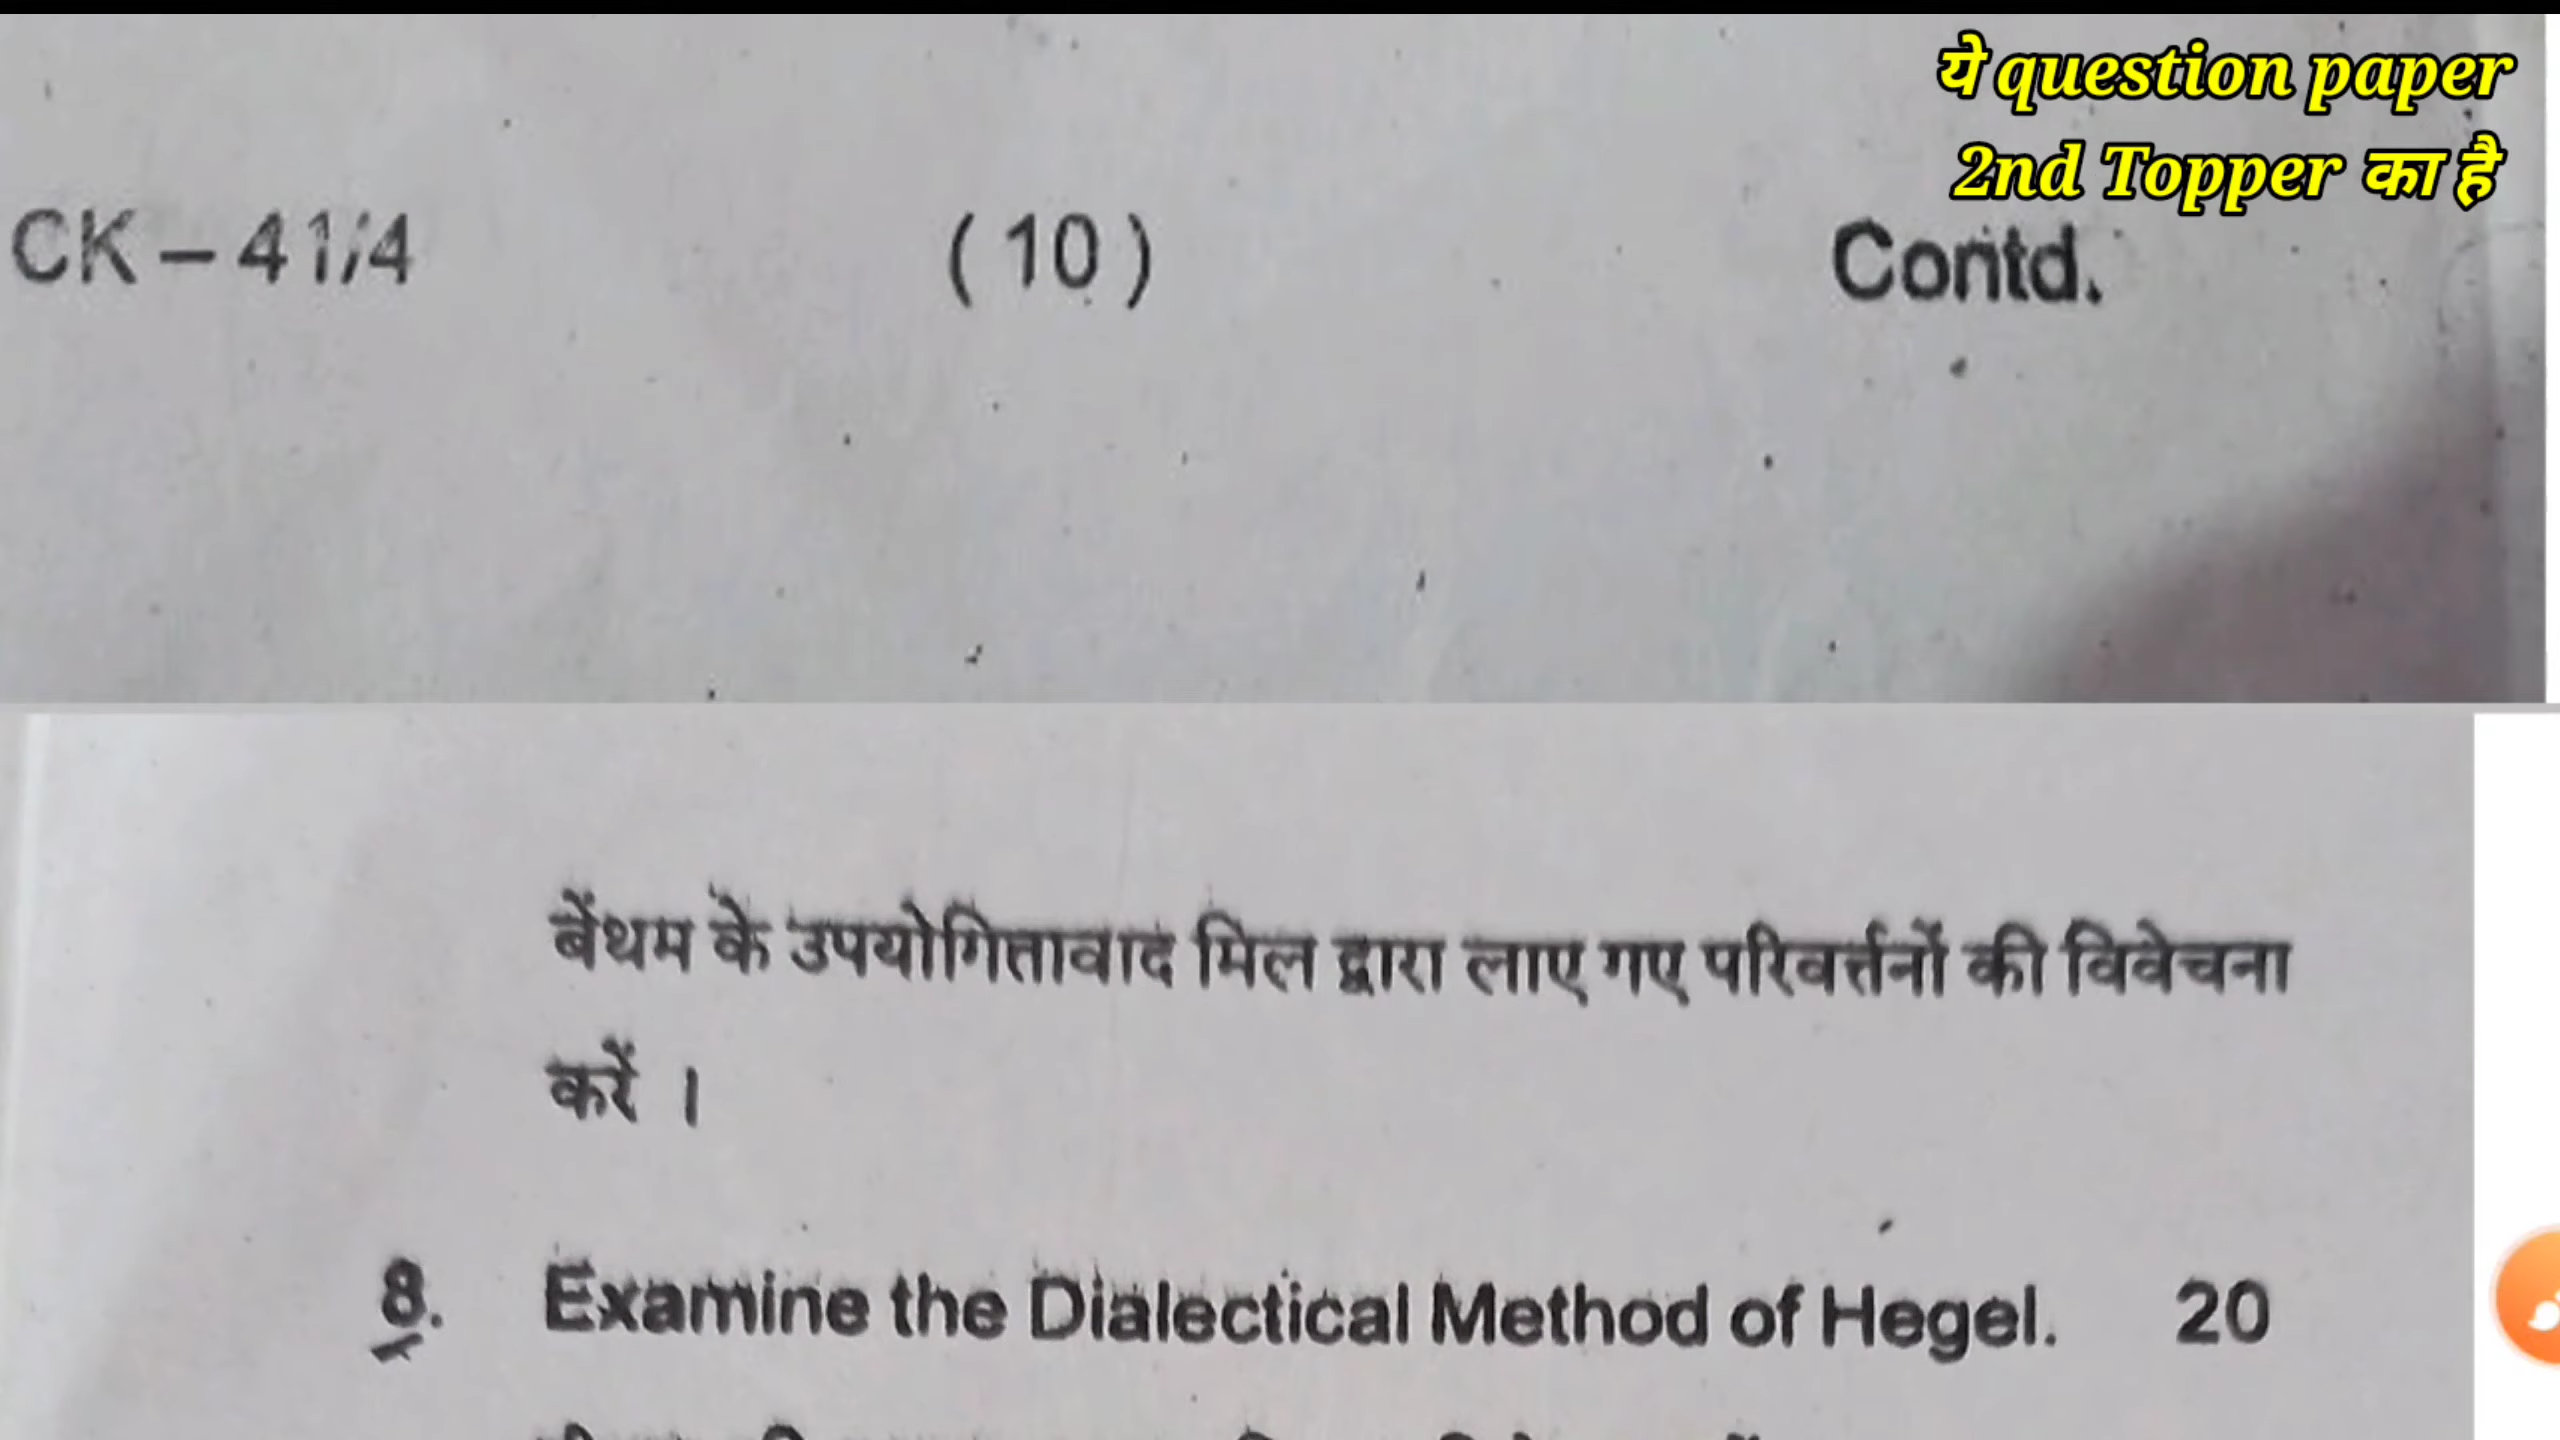 ये question paper
2nd Topper का है
CK – 41/4 (10) Contd.
बेंथम के उपयोगितावाद मिल द्वारा लाए गए परिवर्त्तनों की विवेचना
करें ।
8. Examine the Dialectical Method of Hegel. 20